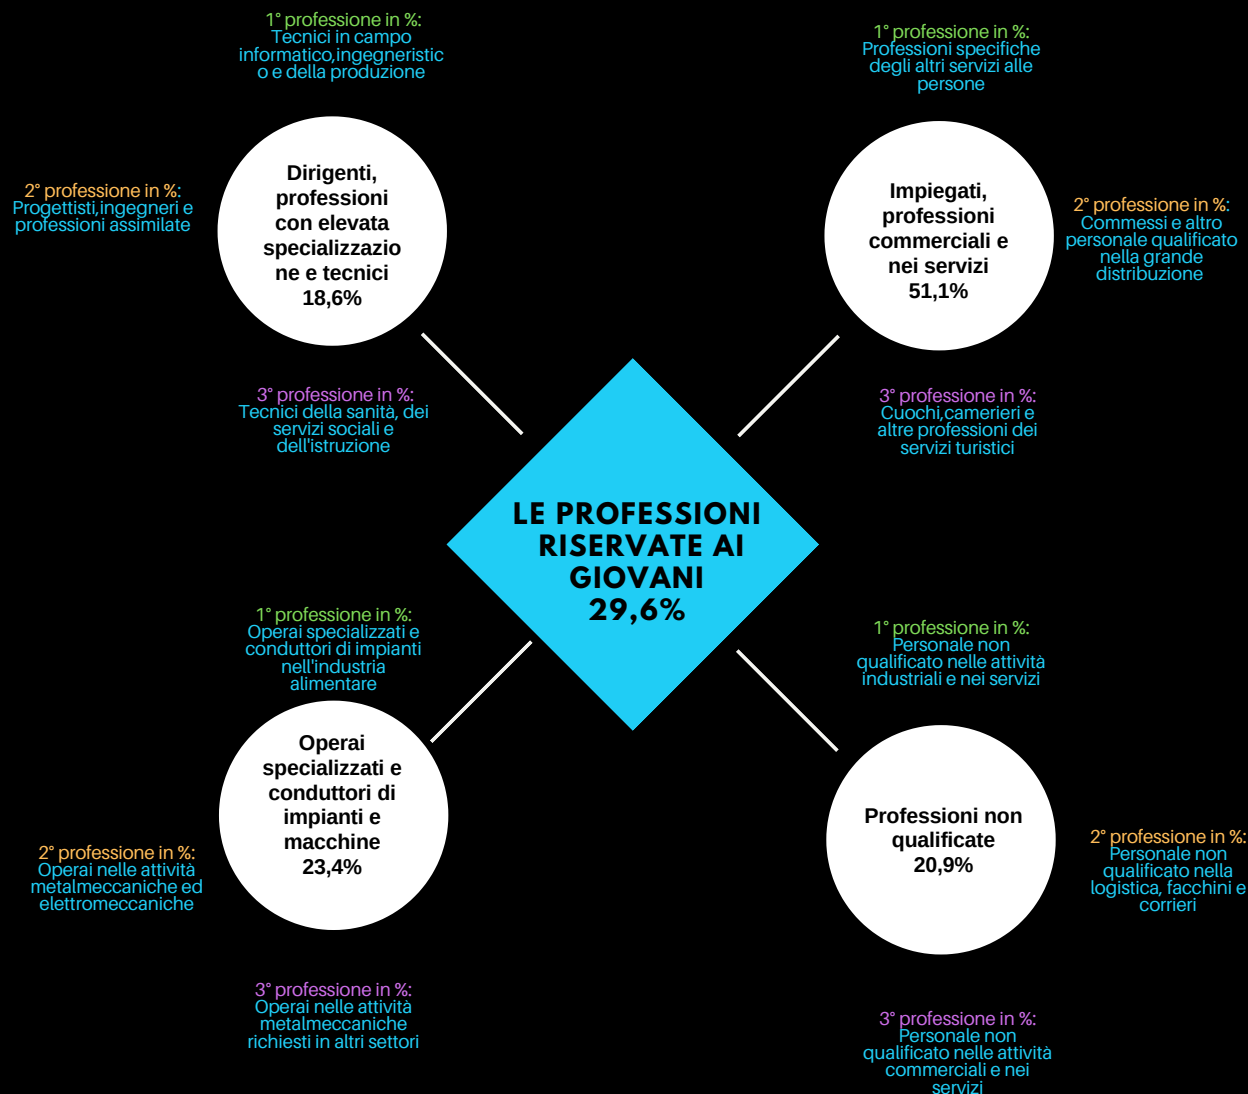 1° professione in %:
Tecnici in campo
informatico,ingegneristic
o e della produzione
2° professione in %:
Progettisti,ingegneri e
professioni assimilate
Dirigenti,
professioni
con elevata
specializzazio
ne e tecnici
18,6%
3° professione in %:
Tecnici della sanità, dei
servizi sociali e
dell'istruzione
1° professione in %:
Professioni specifiche
degli altri servizi alle
persone
Impiegati,
professioni
commerciali e
nei servizi
51,1%
2° professione in %:
Commessi e altro
personale qualificato
nella grande
distribuzione
3° professione in %:
Cuochi,camerieri e
altre professioni dei
servizi turistici
LE PROFESSIONI
RISERVATE AI
GIOVANI
29,6%
1° professione in %:
Operai specializzati e
conduttori di impianti
nell'industria
alimentare
Operai
specializzati e
conduttori di
impianti e
macchine
23,4%
2° professione in %:
Operai nelle attività
metalmeccaniche ed
elettromeccaniche
3° professione in %:
Operai nelle attività
metalmeccaniche
richiesti in altri settori
1° professione in %:
Personale non
qualificato nelle attività
industriali e nei servizi
Professioni non
qualificate
20,9%
2° professione in %:
Personale non
qualificato nella
logistica, facchini e
corrieri
3° professione in %:
Personale non
qualificato nelle attività
commerciali e nei
servizi